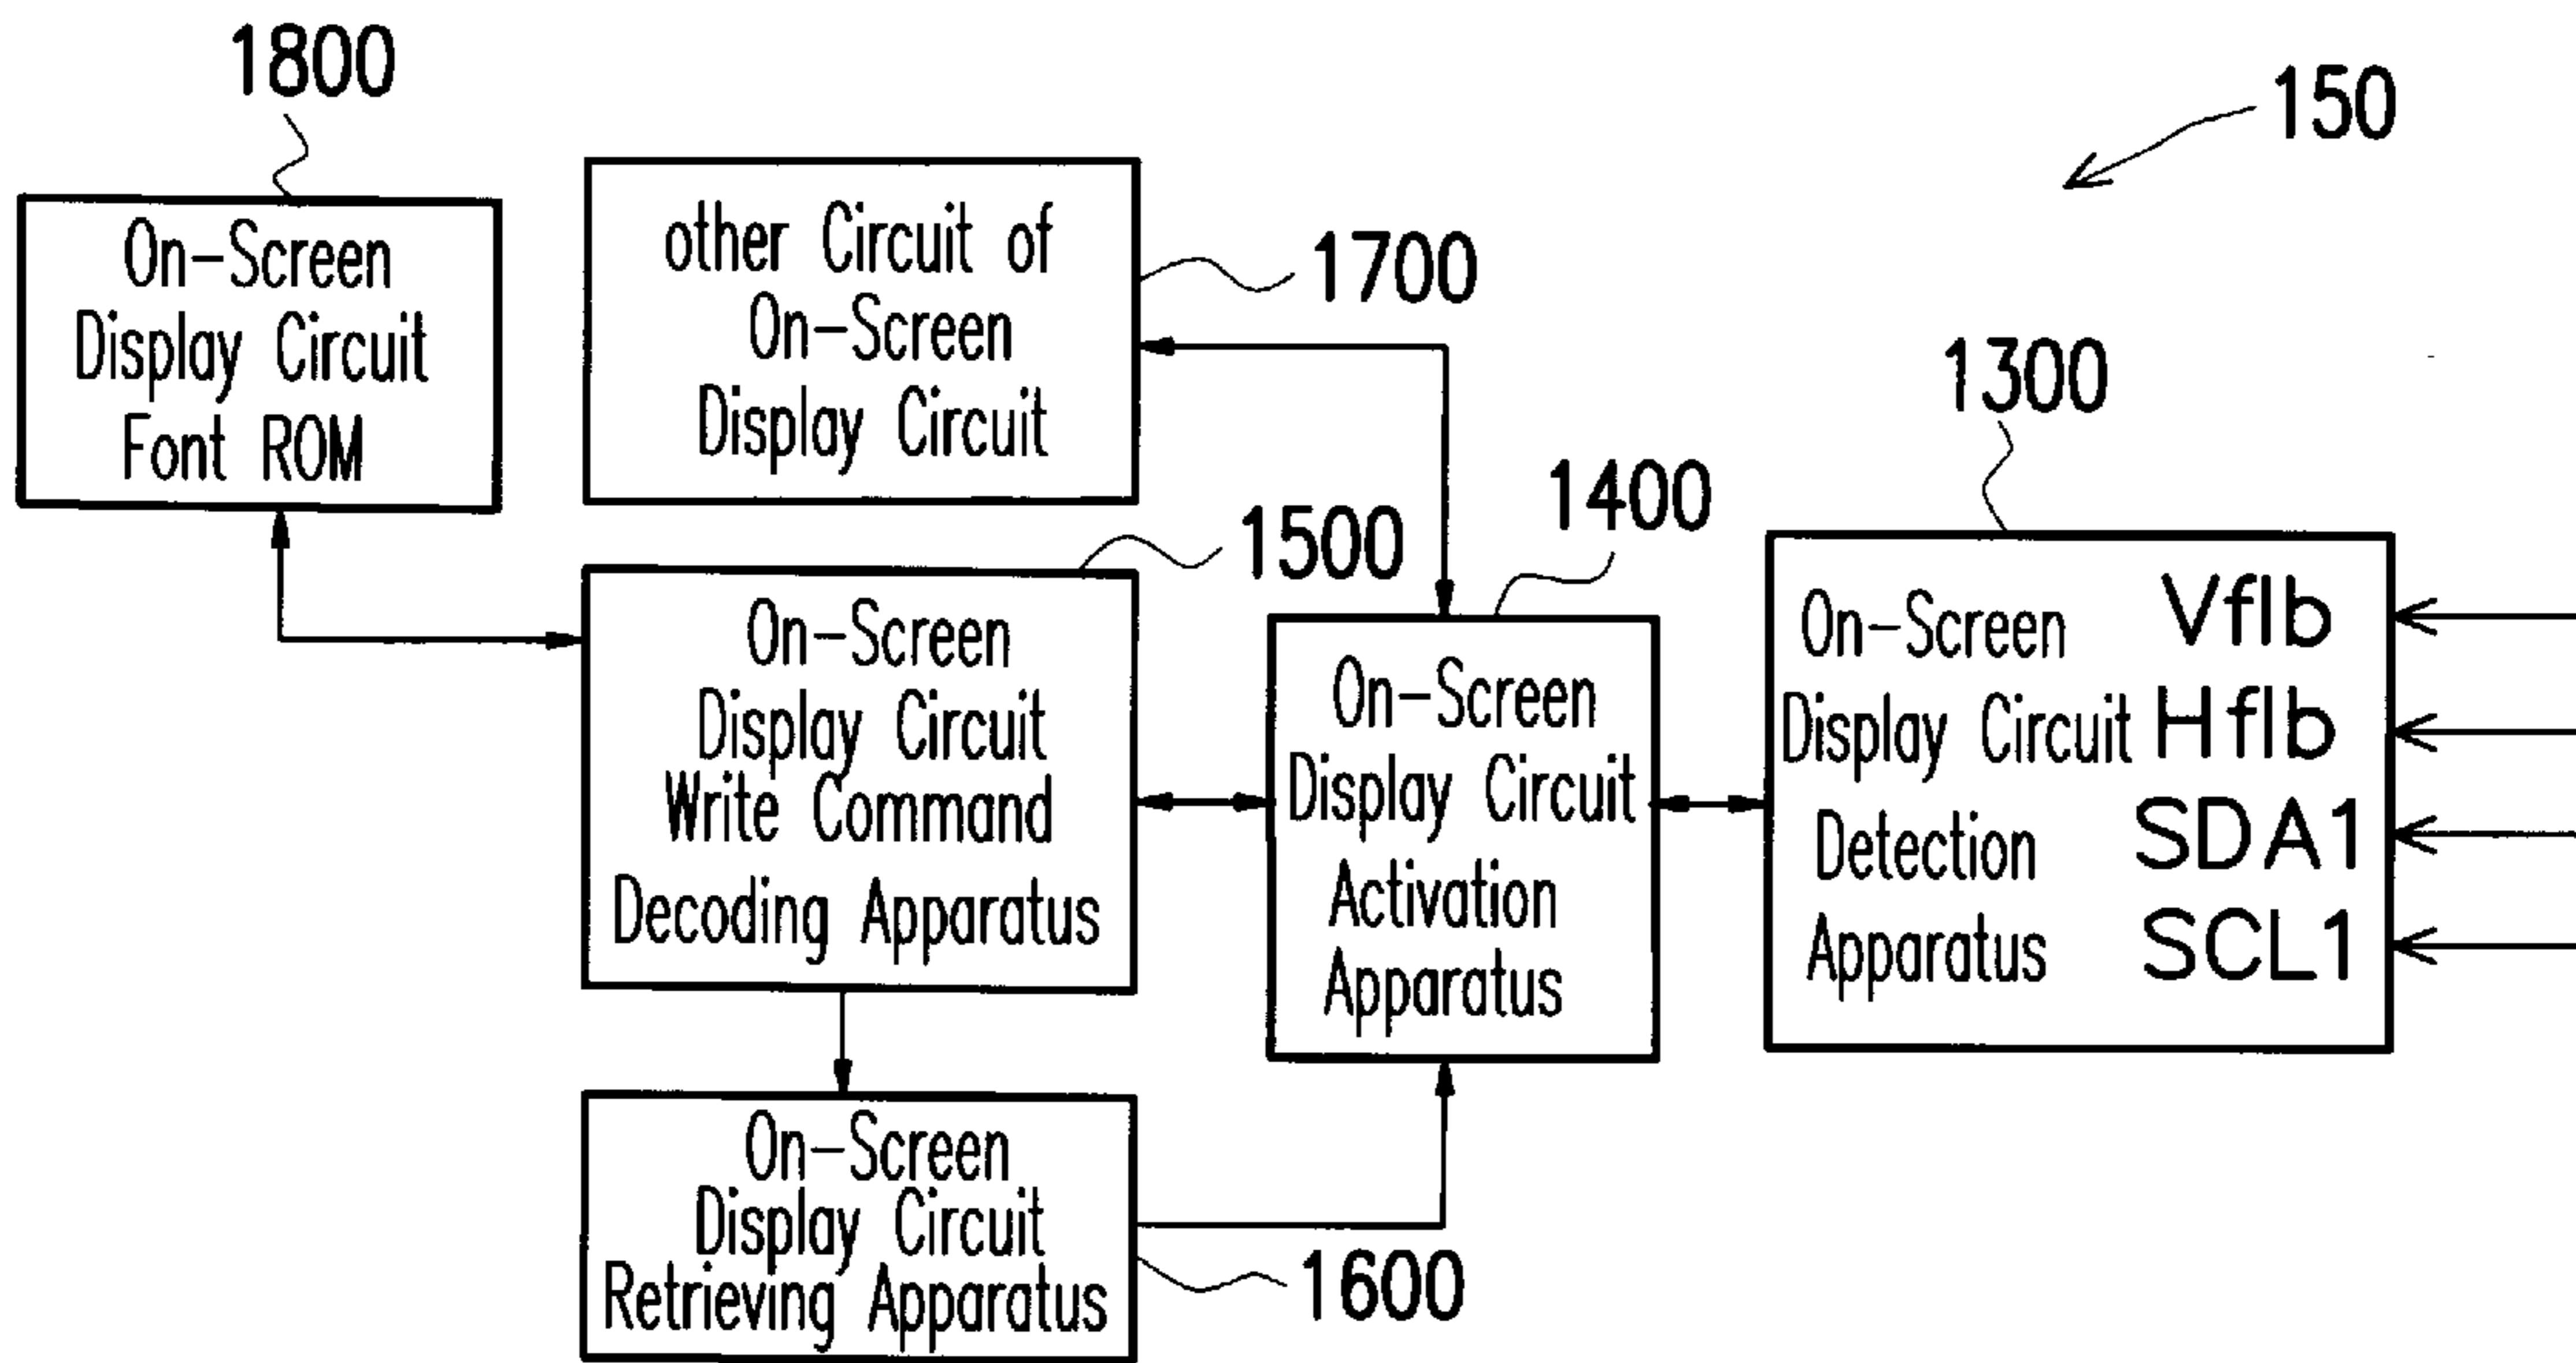 1800
150
On-Screen
Display Circuit
Font ROM
other Circuit of
On-Screen
Display Circuit
1700
1300
1400
1500
On-Screen
Display Circuit
Write Command
Decoding Apparatus
On-Screen
Display Circuit
Activation
Apparatus
On-Screen Vflb
Display Circuit Hflb
Detection SDA1
Apparatus SCL1
On-Screen
Display Circuit
Retrieving Apparatus
1600